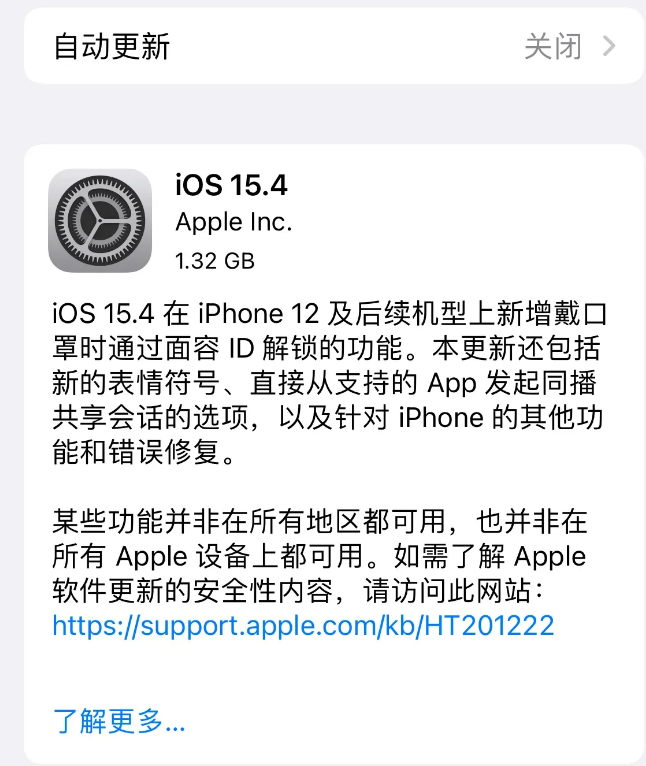 自动更新
关闭
iOS 15.4
Apple Inc.
1.32 GB
iOS 15.4 在 iPhone 12 及后续机型上新增戴口
罩时通过面容 ID 解锁的功能。本更新还包括
新的表情符号、直接从支持的 App 发起同播
共享会话的选项，以及针对 iPhone 的其他功
能和错误修复。
某些功能并非在所有地区都可用，也并非在
所有 Apple 设备上都可用。如需了解 Apple
软件更新的安全性内容，请访问此网站：
https://support.apple.com/kb/HT201222
了解更多...